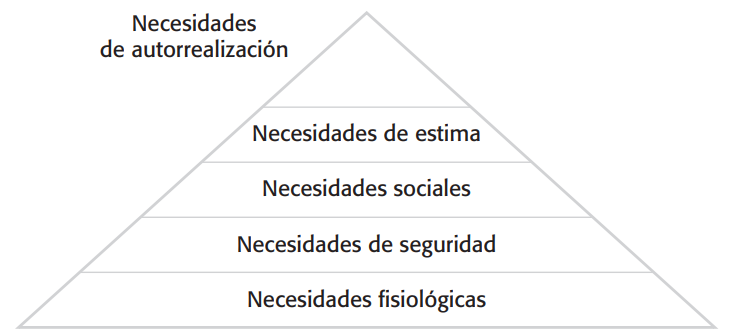 Necesidades
de autorrealización
Necesidades de estima
Necesidades sociales
Necesidades de seguridad
Necesidades fisiológicas